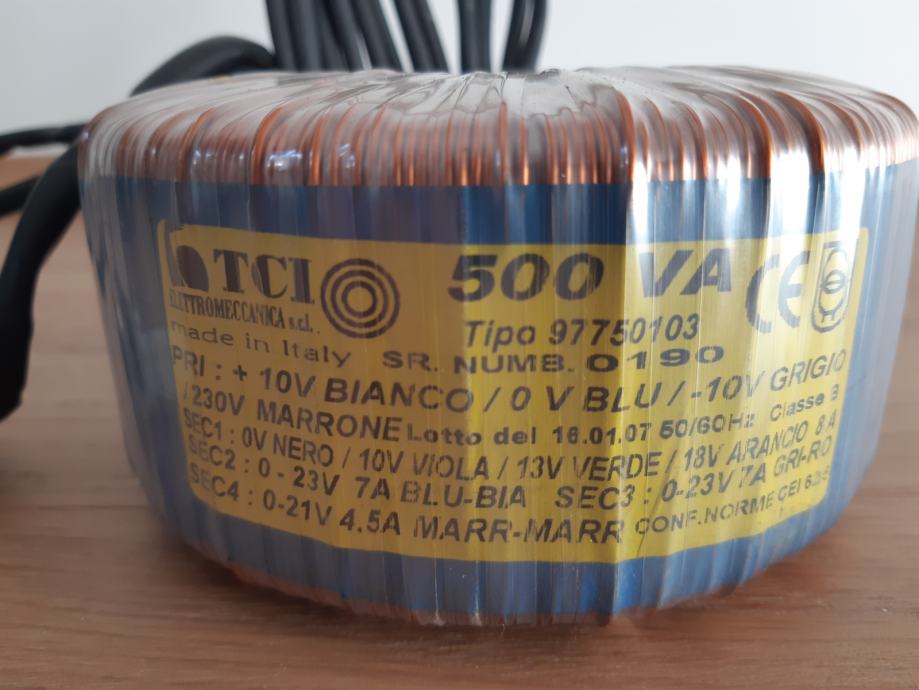 TCI
ELETTROMECCANICA s.r.l.
made in Italy
500 VA CE
Tipo 97750103
SR. NUMB. 0190
PRI : + 10V BIANCO / 0 V BLU / -10V GRIGIO
/ 230V MARRONE Lotto del 16.01.07 50/60Hz Classe B
SEC1 : 0V NERO / 10V VIOLA / 13V VERDE / 18V ARANCIO 8 A
SEC2 : 0 - 23V 7A BLU-BIA SEC3 : 0-23V 7A GRI-RO
SEC4 : 0-21V 4.5A MARR-MARR CONF.NORME CEI